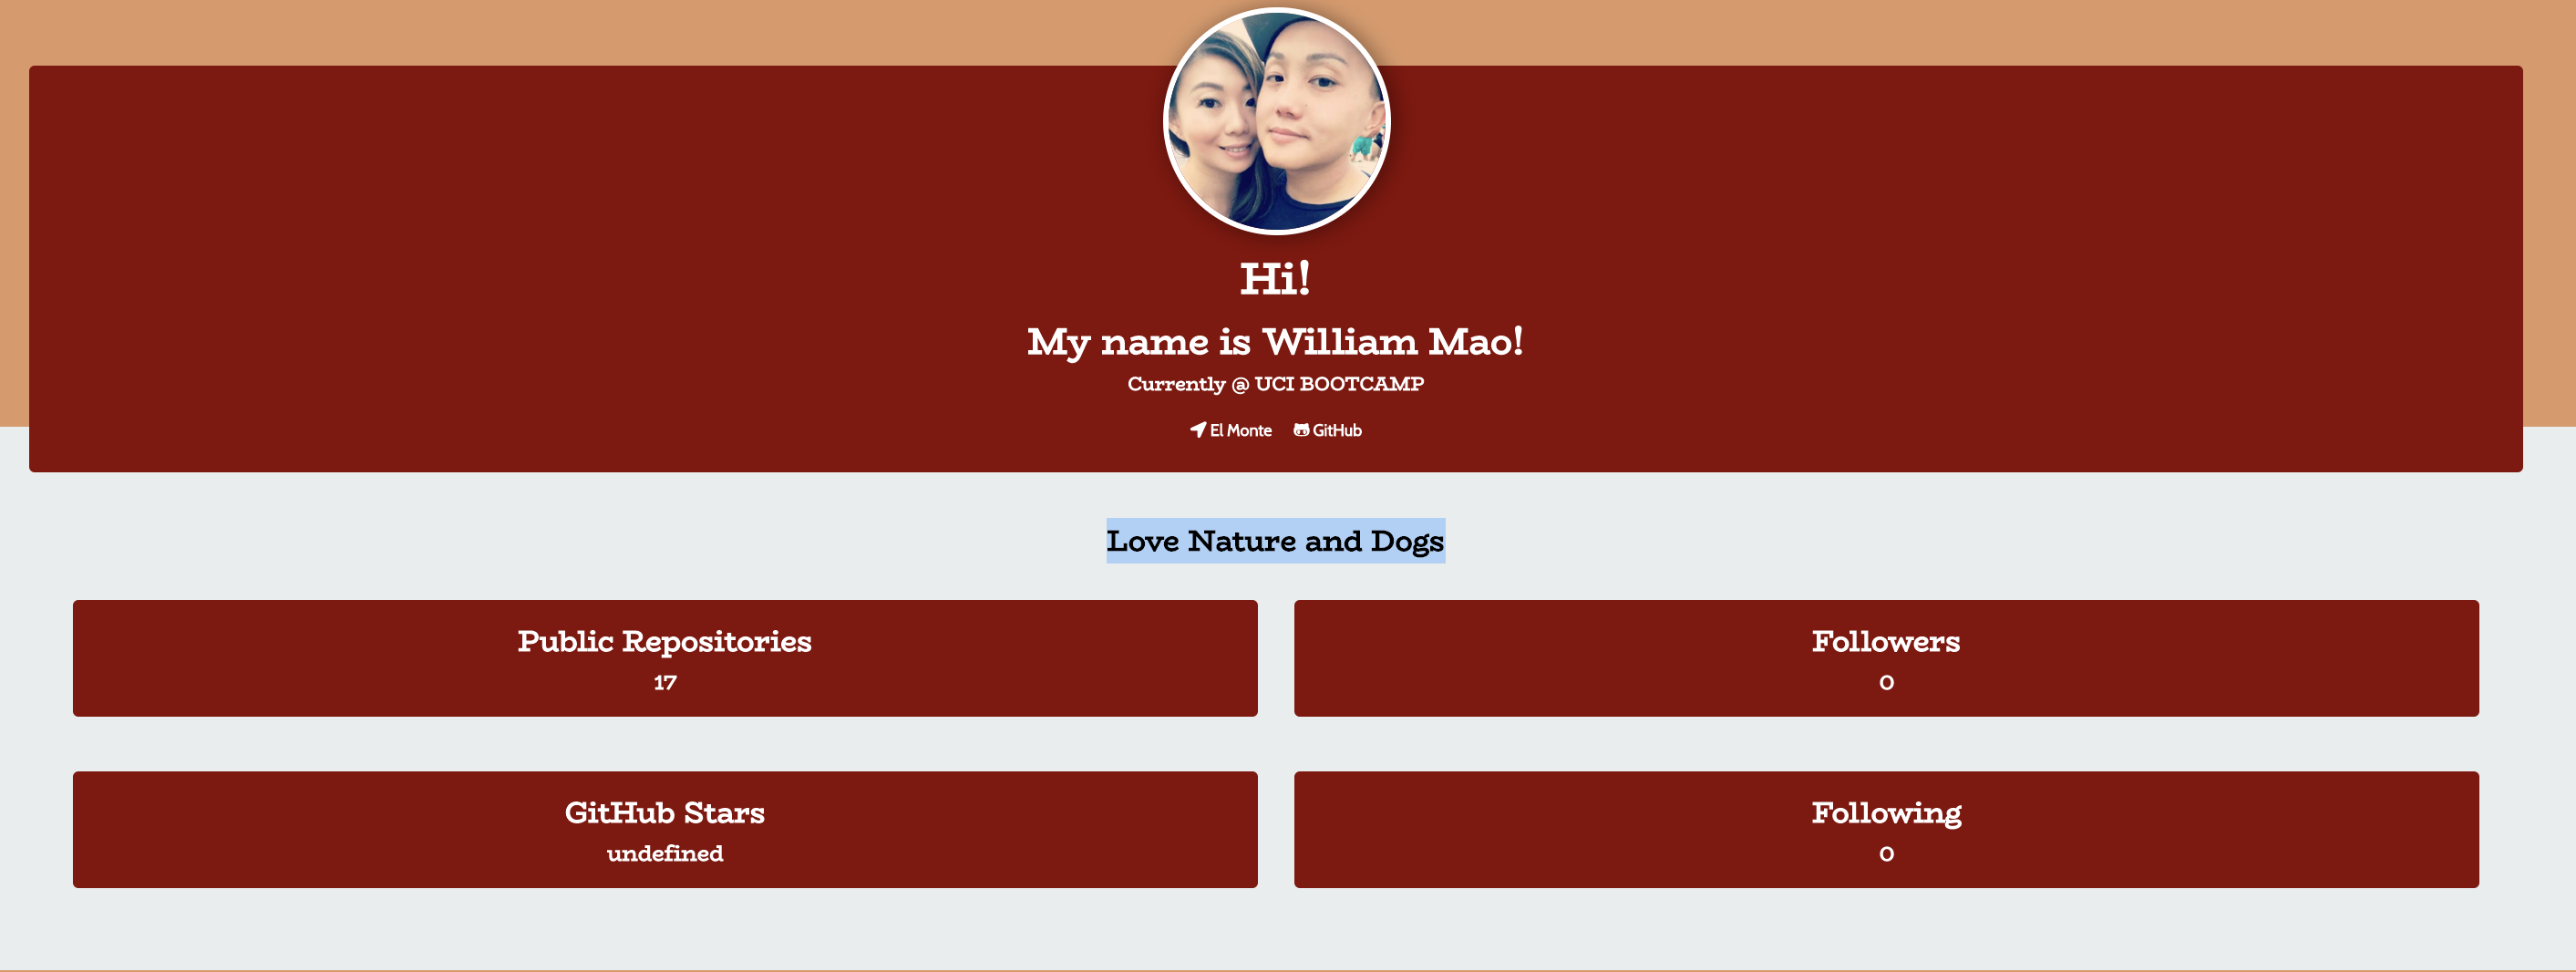 Hi!
My name is William Mao!
Currently @ UCI BOOTCAMP
El Monte GitHub
Love Nature and Dogs
Public Repositories
17
Followers
0
GitHub Stars
undefined
Following
0